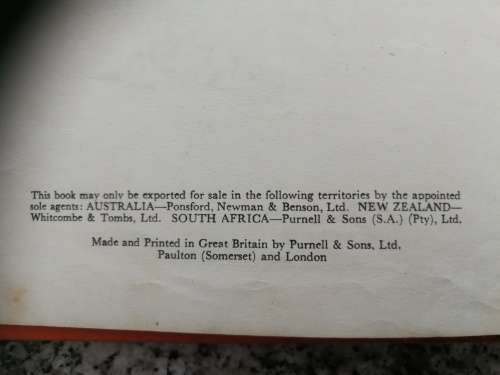 This book may only be exported for sale in the following territories by the appointed
sole agents: AUSTRALIA—Ponsford, Newman & Benson, Ltd. NEW ZEALAND—
Whitcombe & Tombs, Ltd. SOUTH AFRICA—Purnell & Sons (S.A.) (Pty), Ltd.
Made and Printed in Great Britain by Purnell & Sons, Ltd,
Paulton (Somerset) and London